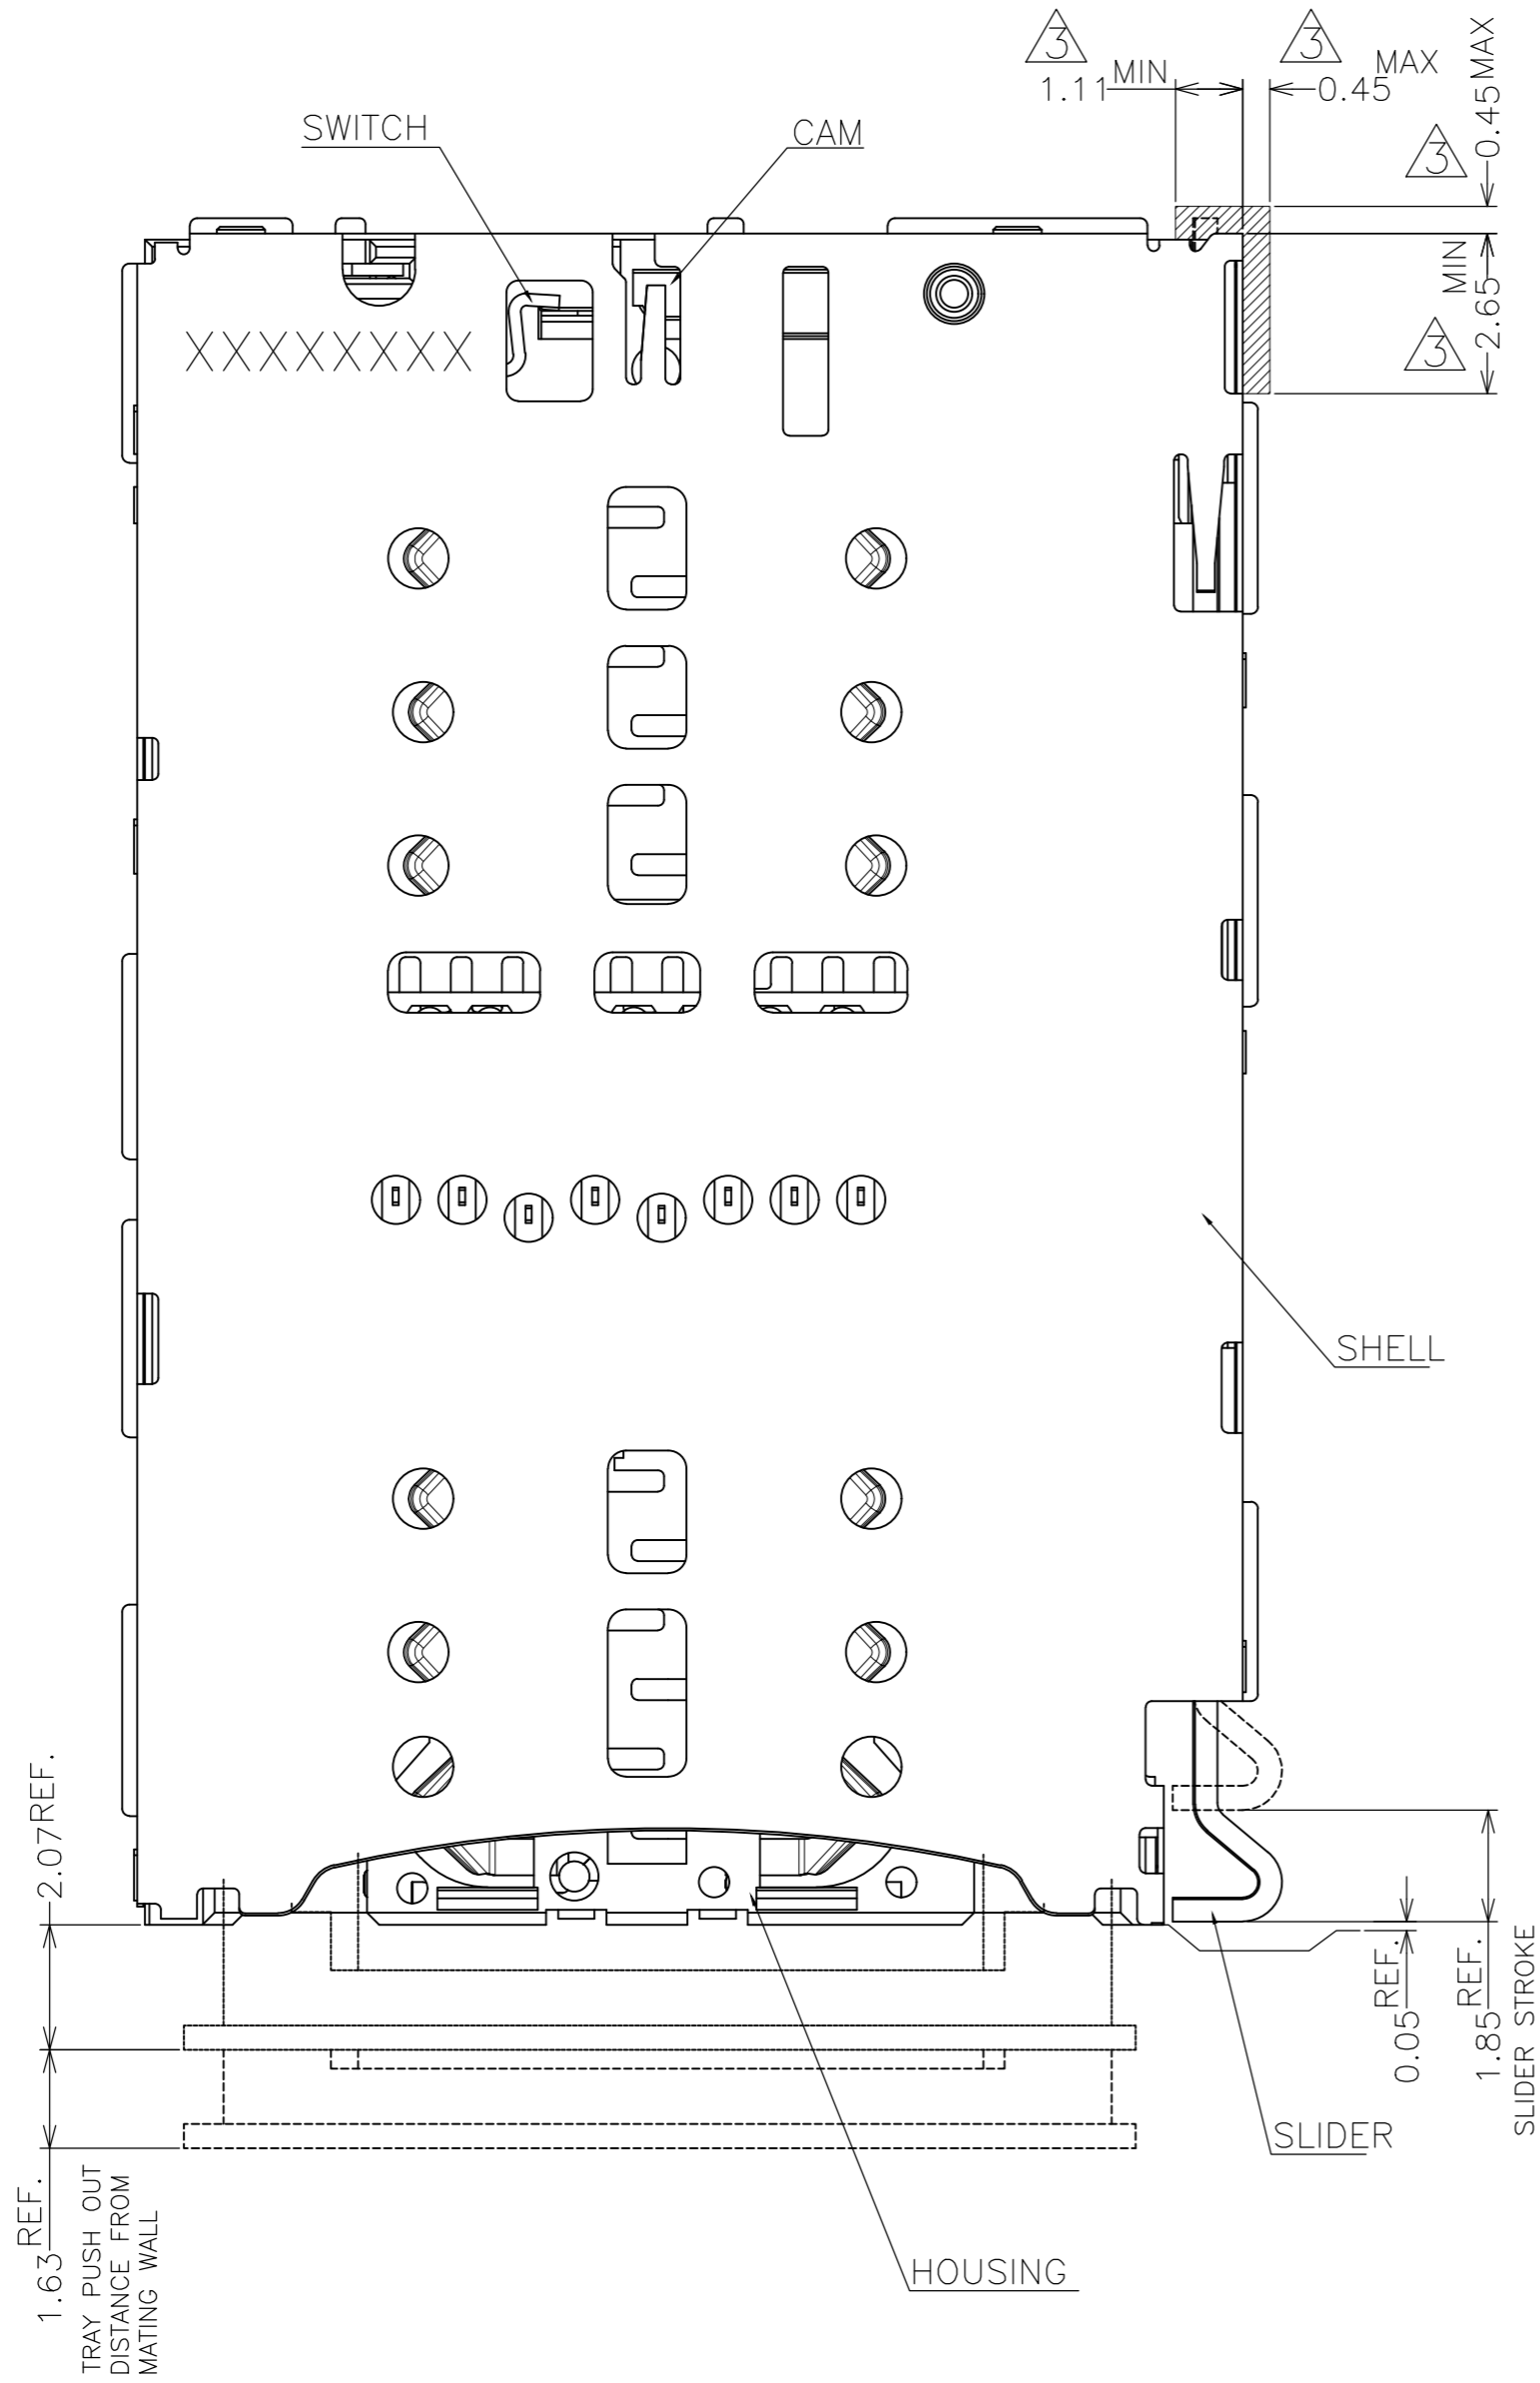 3
1.11 MIN
3
0.45 MAX
0.45 MAX
3
SWITCH
CAM
2.65 MIN
3
XXXXXXXX
SHELL
2.07 REF.
0.05 REF.
1.85 REF.
SLIDER STROKE
SLIDER
1.63 REF.
TRAY PUSH OUT
DISTANCE FROM
MATING WALL
HOUSING